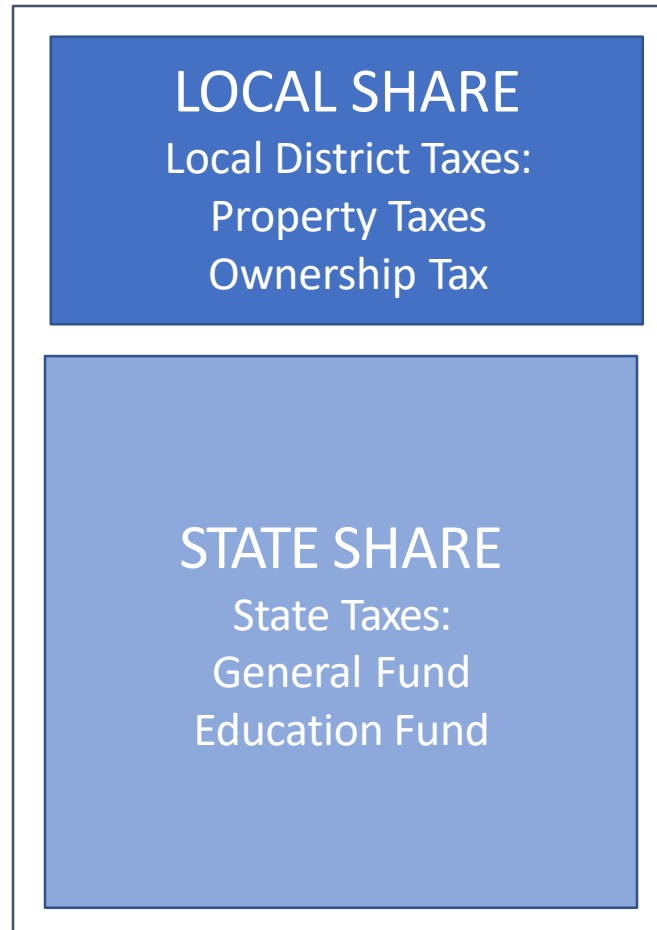 LOCAL SHARE
Local District Taxes:
Property Taxes
Ownership Tax
STATE SHARE
State Taxes:
General Fund
Education Fund